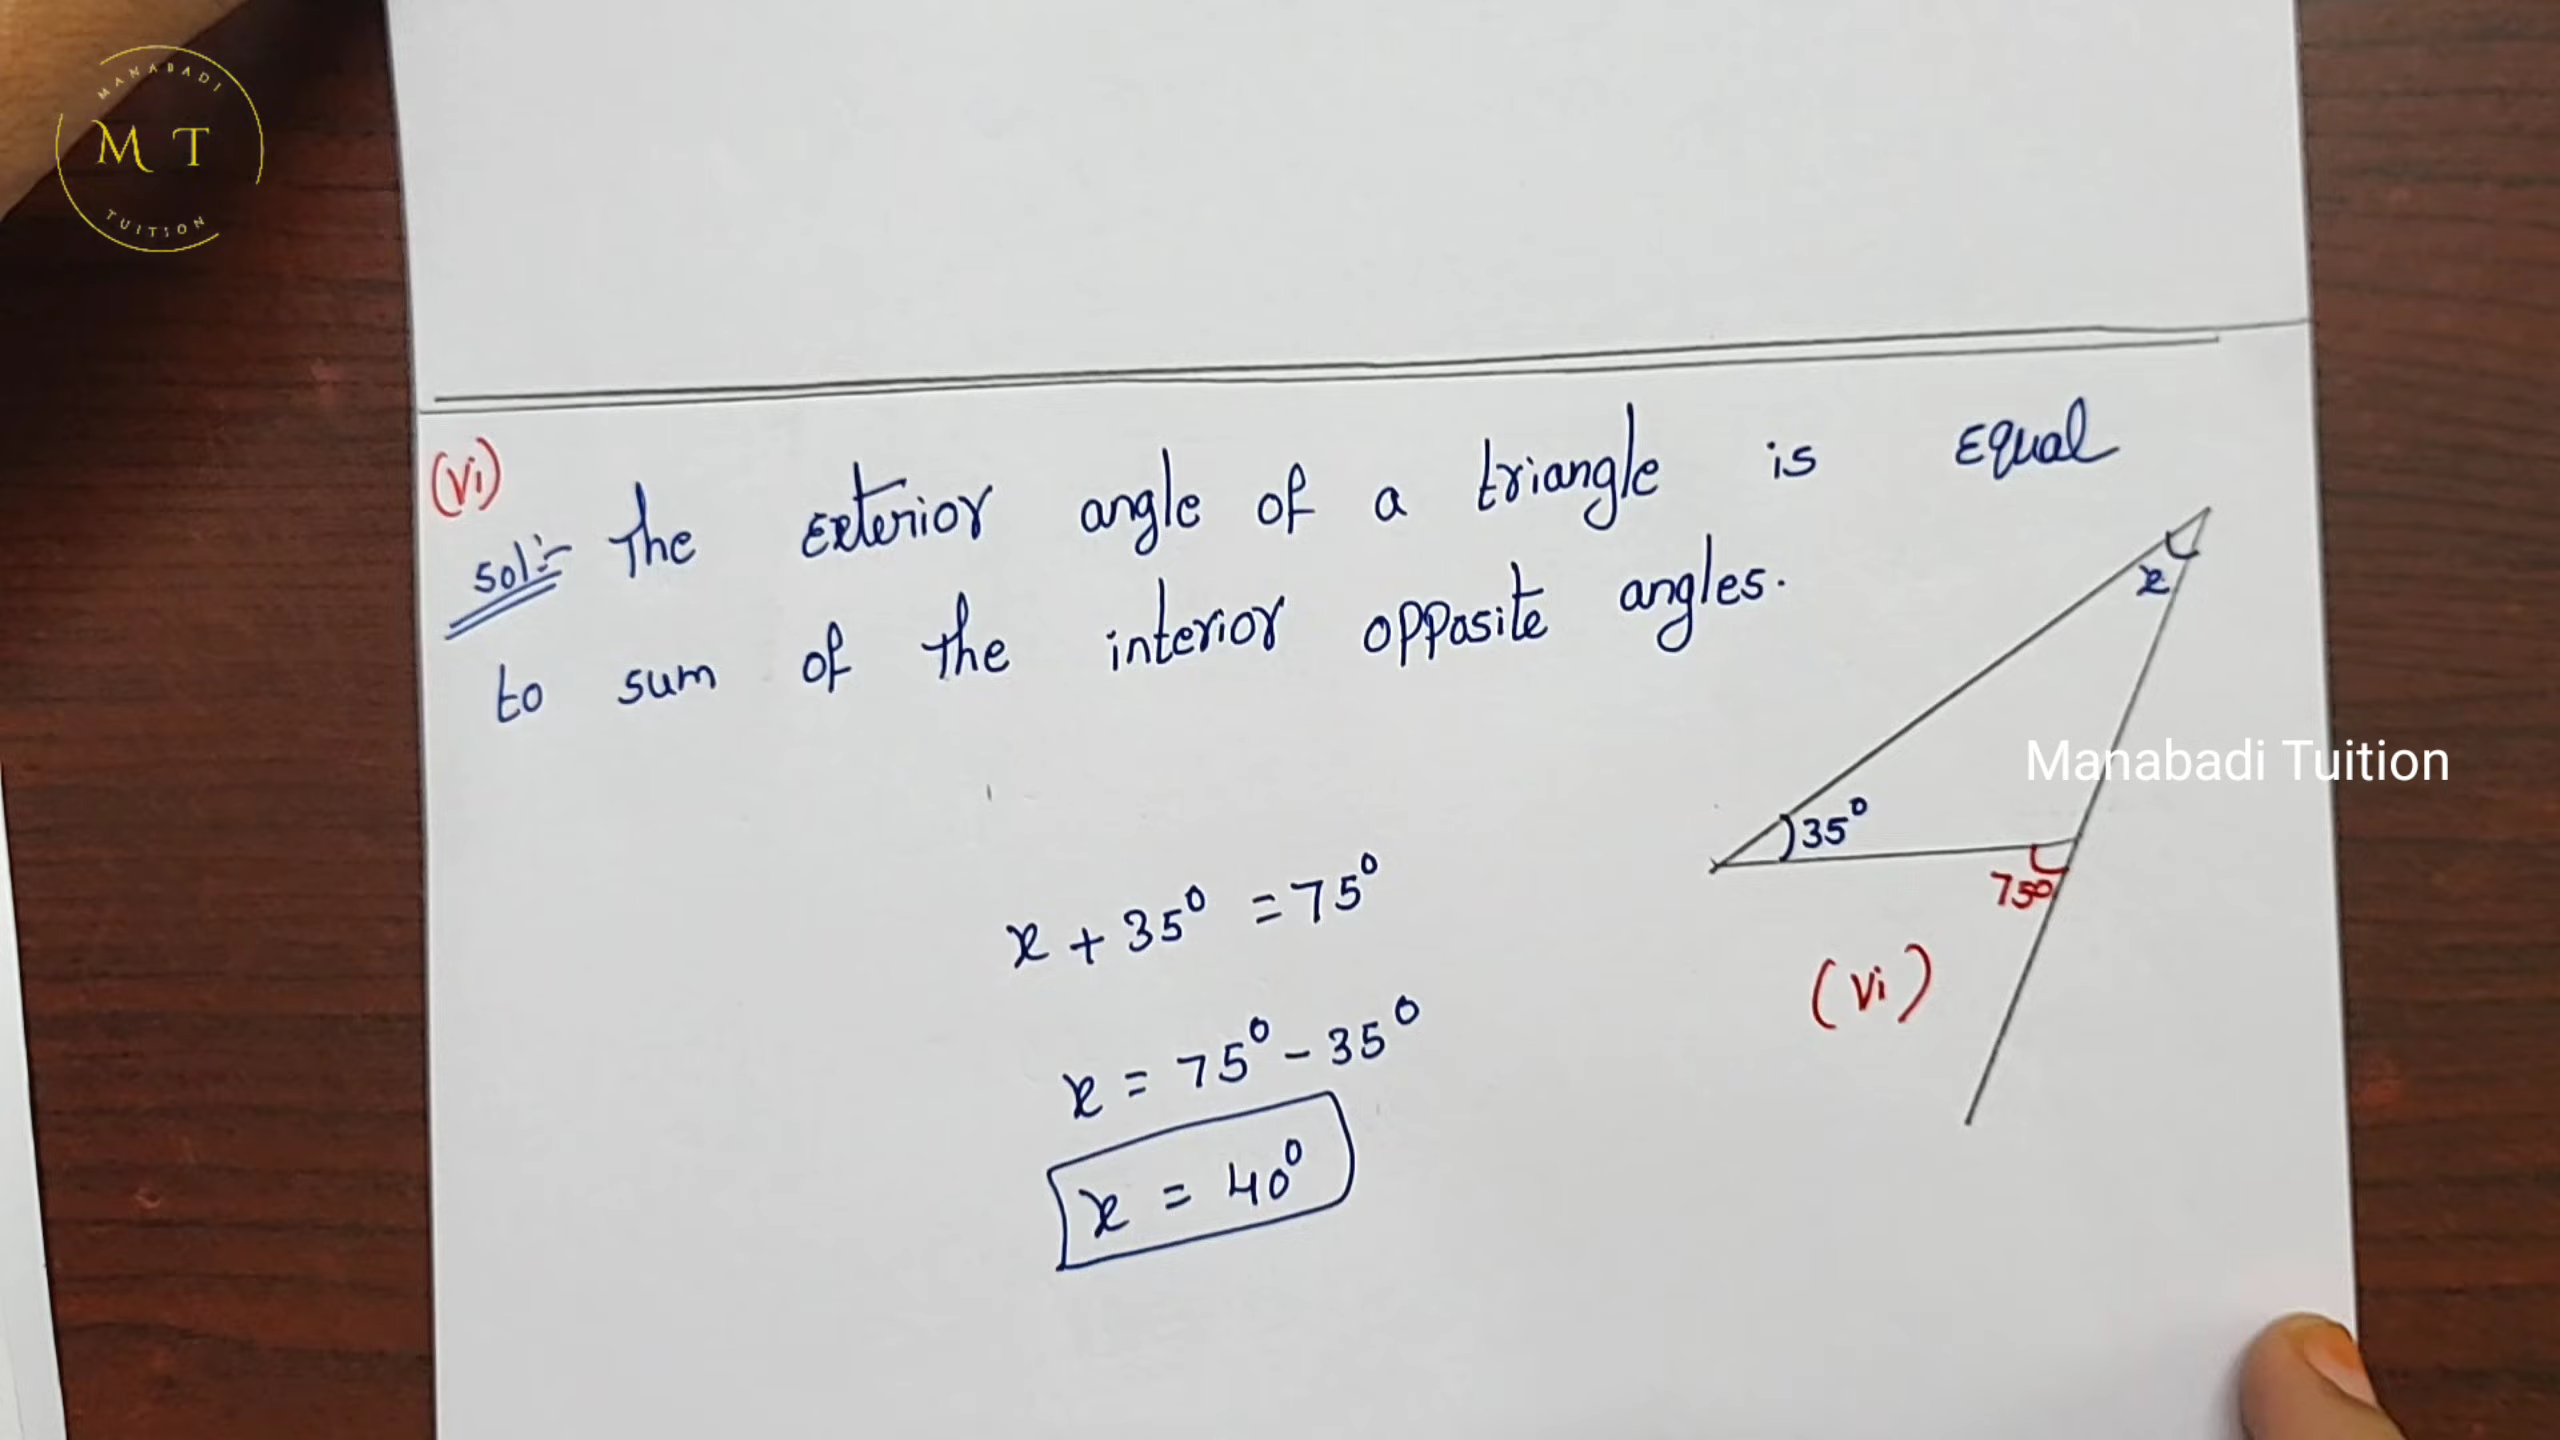 MANABADI
M T
TUITION
(vi)
Sol:- The Exterior angle of a triangle is Equal
to sum of the interior opposite angles.
x
Manabadi Tuition
35°
75°
x + 35° = 75°
(vi)
x = 75° - 35°
x = 40°